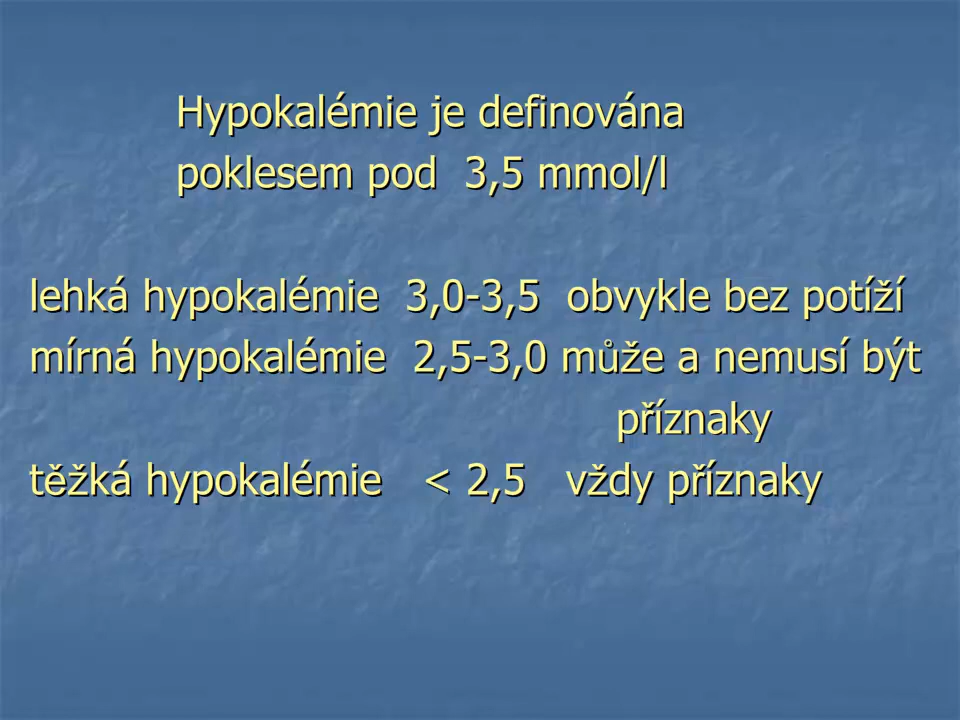 Hypokalémie je definována
poklesem pod 3,5 mmol/l
lehká hypokalémie 3,0-3,5 obvykle bez potíží
mírná hypokalémie 2,5-3,0 může a nemusí být
příznaky
těžká hypokalémie < 2,5 vždy příznaky